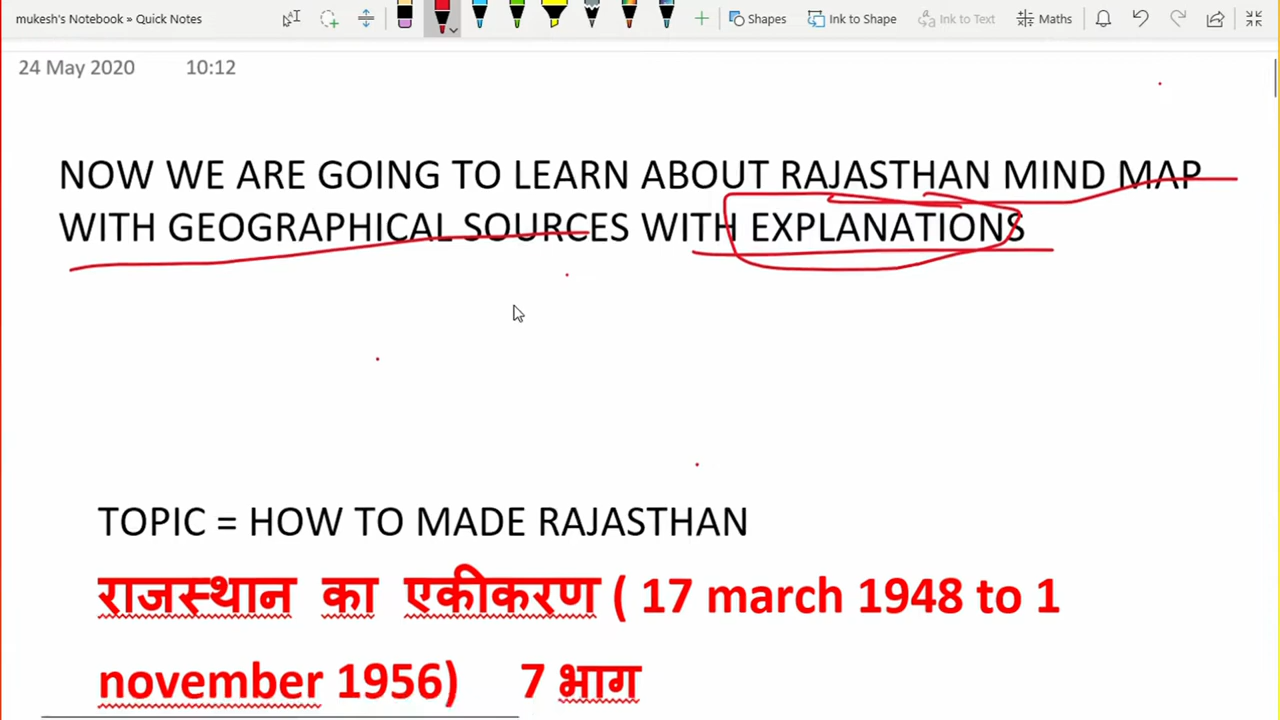 mukesh's Notebook » Quick Notes
Shapes
Ink to Shape
Ink to Text
Maths
24 May 2020 10:12
NOW WE ARE GOING TO LEARN ABOUT RAJASTHAN MIND MAP
WITH GEOGRAPHICAL SOURCES WITH EXPLANATIONS
TOPIC = HOW TO MADE RAJASTHAN
राजस्थान का एकीकरण ( 17 march 1948 to 1
november 1956) 7 भाग